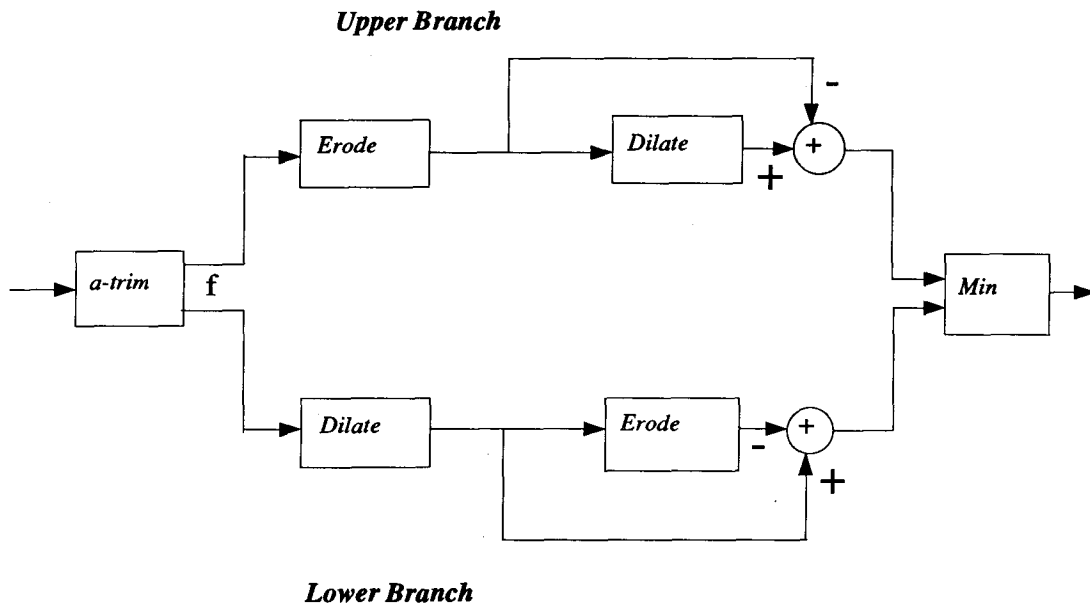 Upper Branch
-
Erode
Dilate
+
+
a-trim
f
Min
Dilate
Erode
-
+
+
Lower Branch